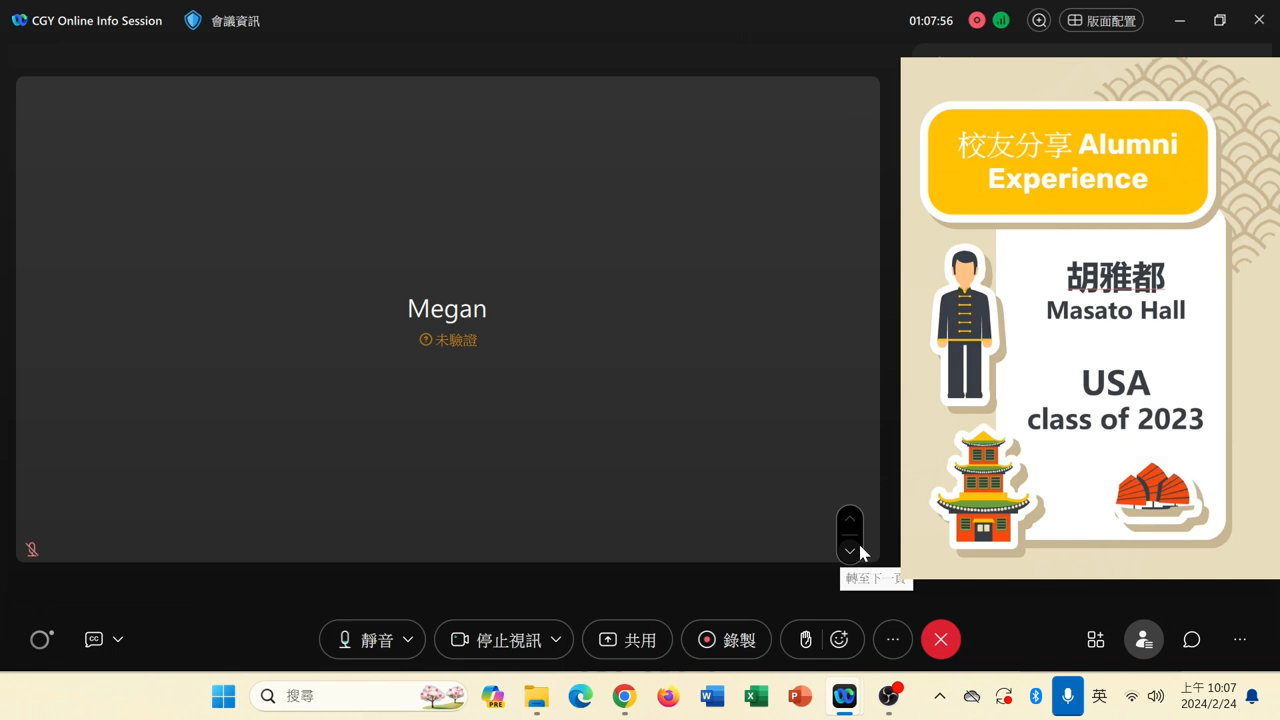 CGY Online Info Session
會議資訊
01:07:56
版面配置
校友分享 Alumni
Experience
胡雅都
Masato Hall
USA
class of 2023
Megan
未驗證
轉至下一頁
CC
靜音
停止視訊
共用
錄製
搜尋
PRE
英
上午 10:07
2024/2/24